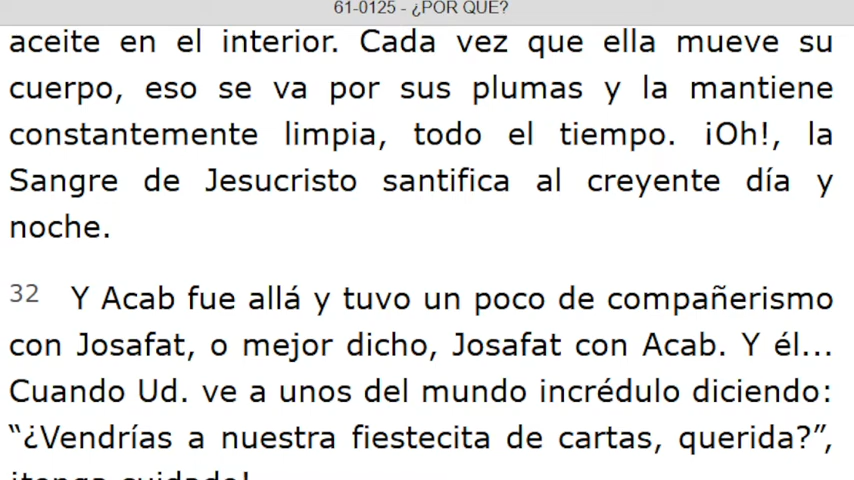 61-0125 - ¿POR QUE?
aceite en el interior. Cada vez que ella mueve su
cuerpo, eso se va por sus plumas y la mantiene
constantemente limpia, todo el tiempo. ¡Oh!, la
Sangre de Jesucristo santifica al creyente día y
noche.
32 Y Acab fue allá y tuvo un poco de compañerismo
con Josafat, o mejor dicho, Josafat con Acab. Y él...
Cuando Ud. ve a unos del mundo incrédulo diciendo:
“¿Vendrías a nuestra fiestecita de cartas, querida?”,
¡tenga cuidado!